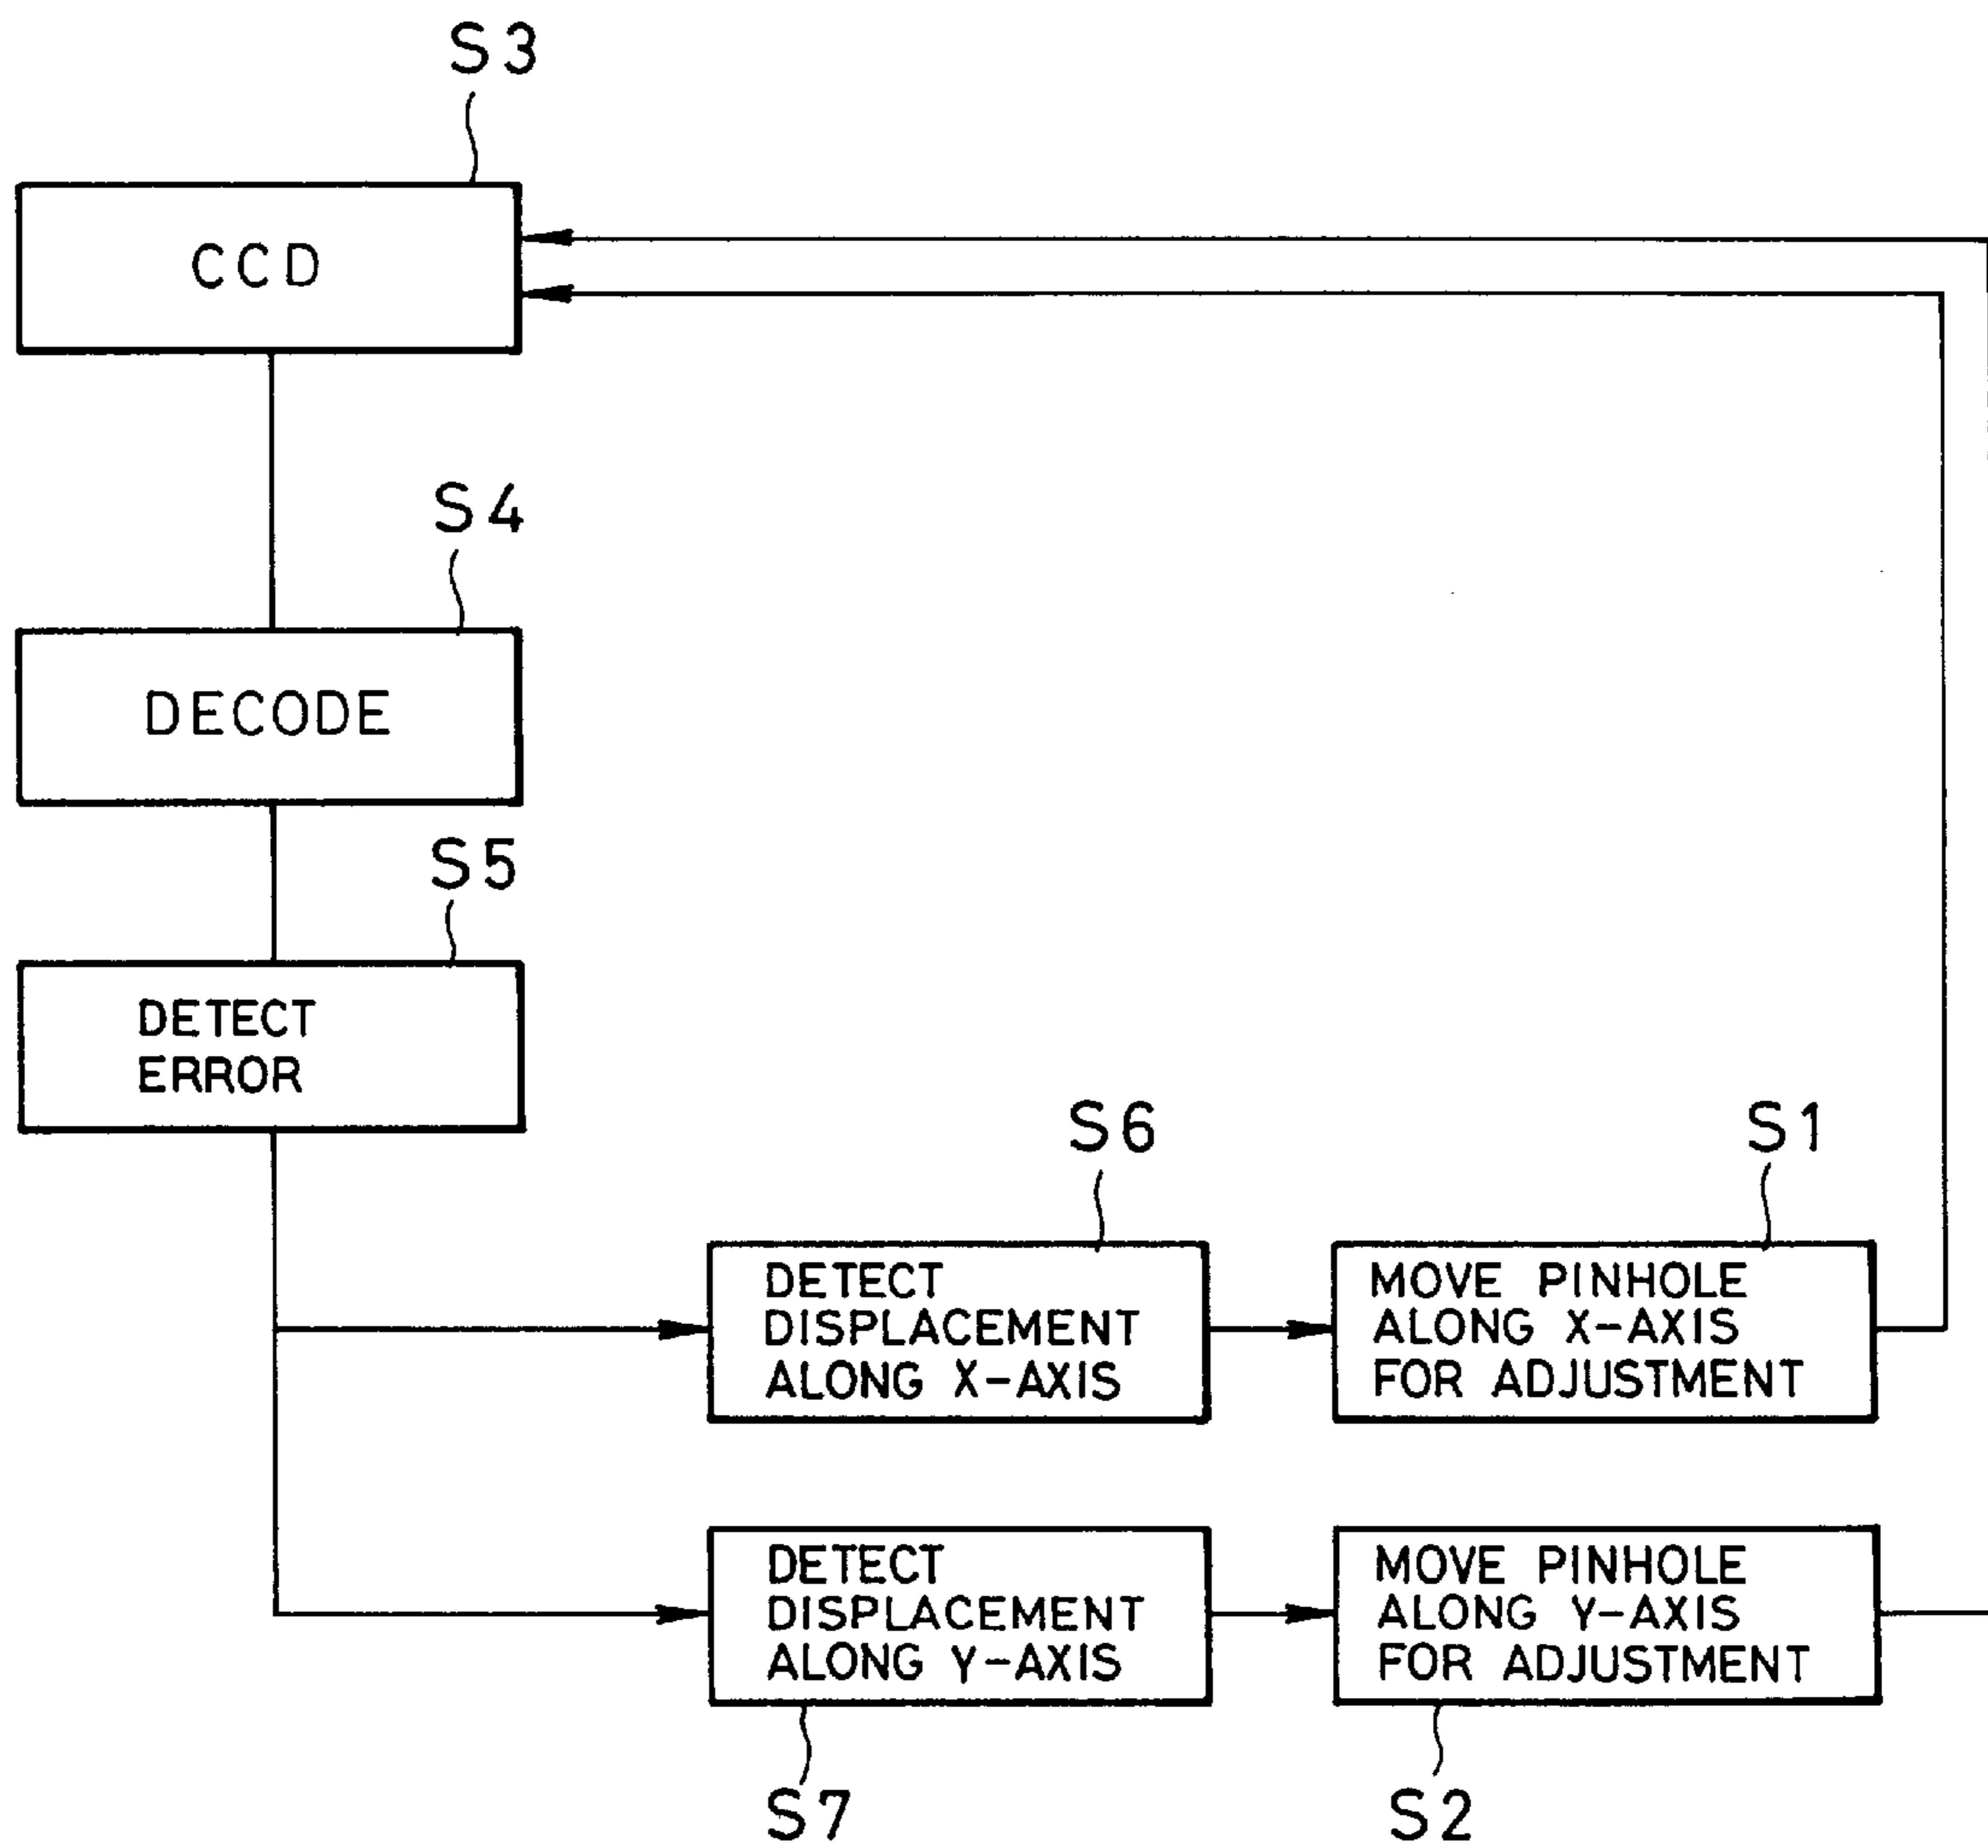 S3
CCD
S4
DECODE
S5
DETECT
ERROR
S6
DETECT
DISPLACEMENT
ALONG X-AXIS
S1
MOVE PINHOLE
ALONG X-AXIS
FOR ADJUSTMENT
DETECT
DISPLACEMENT
ALONG Y-AXIS
S7
MOVE PINHOLE
ALONG Y-AXIS
FOR ADJUSTMENT
S2